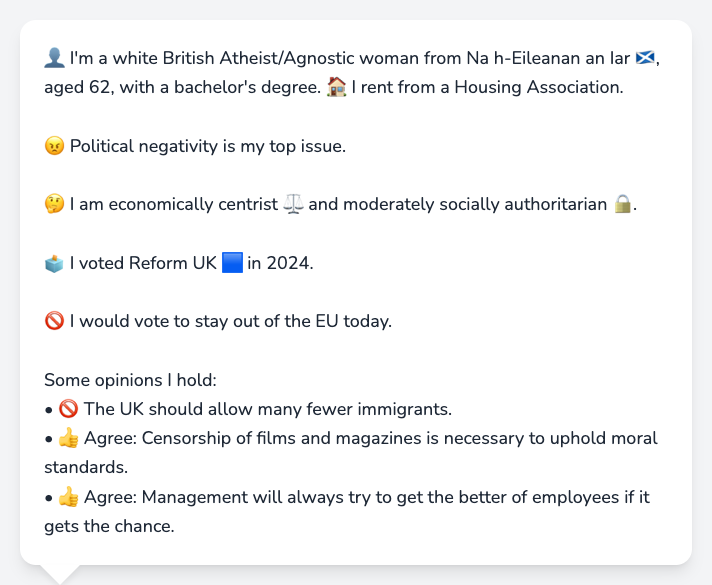 👤 I'm a white British Atheist/Agnostic woman from Na h-Eileanan an Iar 🏴󠁧󠁢󠁳󠁣󠁴󠁿,
aged 62, with a bachelor's degree. 🏠 I rent from a Housing Association.
😠 Political negativity is my top issue.
🤔 I am economically centrist ⚖️ and moderately socially authoritarian 🔒.
🗳️ I voted Reform UK 🟦 in 2024.
🚫 I would vote to stay out of the EU today.
Some opinions I hold:
• 🚫 The UK should allow many fewer immigrants.
• 👍 Agree: Censorship of films and magazines is necessary to uphold moral
standards.
• 👍 Agree: Management will always try to get the better of employees if it
gets the chance.